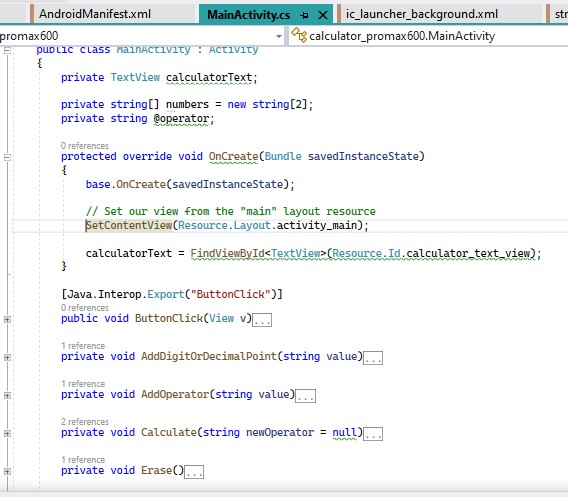 AndroidManifest.xml MainActivity.cs ic_launcher_background.xml str
promax600 calculator_promax600.MainActivity
public class MainActivity : Activity
{
private TextView calculatorText;
private string[] numbers = new string[2];
private string @operator;
0 references
protected override void OnCreate(Bundle savedInstanceState)
{
base.OnCreate(savedInstanceState);
// Set our view from the "main" layout resource
SetContentView(Resource.Layout.activity_main);
calculatorText = FindViewById<TextView>(Resource.Id.calculator_text_view);
}
[Java.Interop.Export("ButtonClick")]
0 references
public void ButtonClick(View v)...
1 reference
private void AddDigitOrDecimalPoint(string value)...
1 reference
private void AddOperator(string value)...
2 references
private void Calculate(string newOperator = null)...
1 reference
private void Erase()...